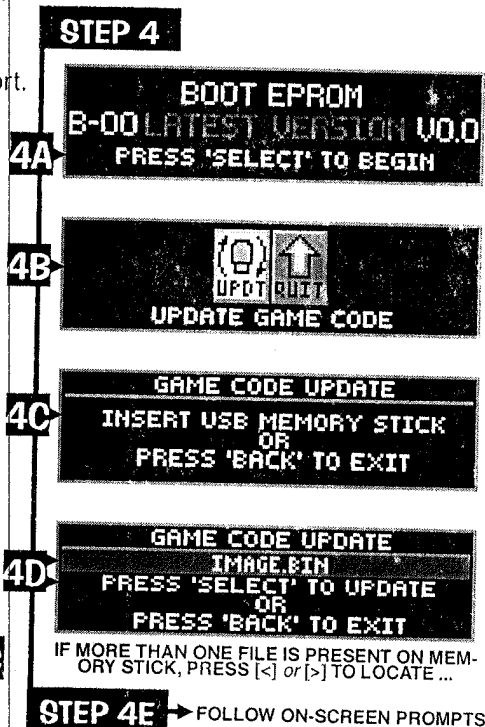 STEP 4
ort.
BOOT EPROM
B-00 LATEST VERSION V0.0
4A
PRESS 'SELECT' TO BEGIN
4B
UPDT QUIT
UPDATE GAME CODE
GAME CODE UPDATE
4C
INSERT USB MEMORY STICK
OR
PRESS 'BACK' TO EXIT
GAME CODE UPDATE
4D
IMAGE.BIN
PRESS 'SELECT' TO UPDATE
OR
PRESS 'BACK' TO EXIT
IF MORE THAN ONE FILE IS PRESENT ON MEM-
ORY STICK, PRESS [<] or [>] TO LOCATE ...
STEP 4E FOLLOW ON-SCREEN PROMPTS